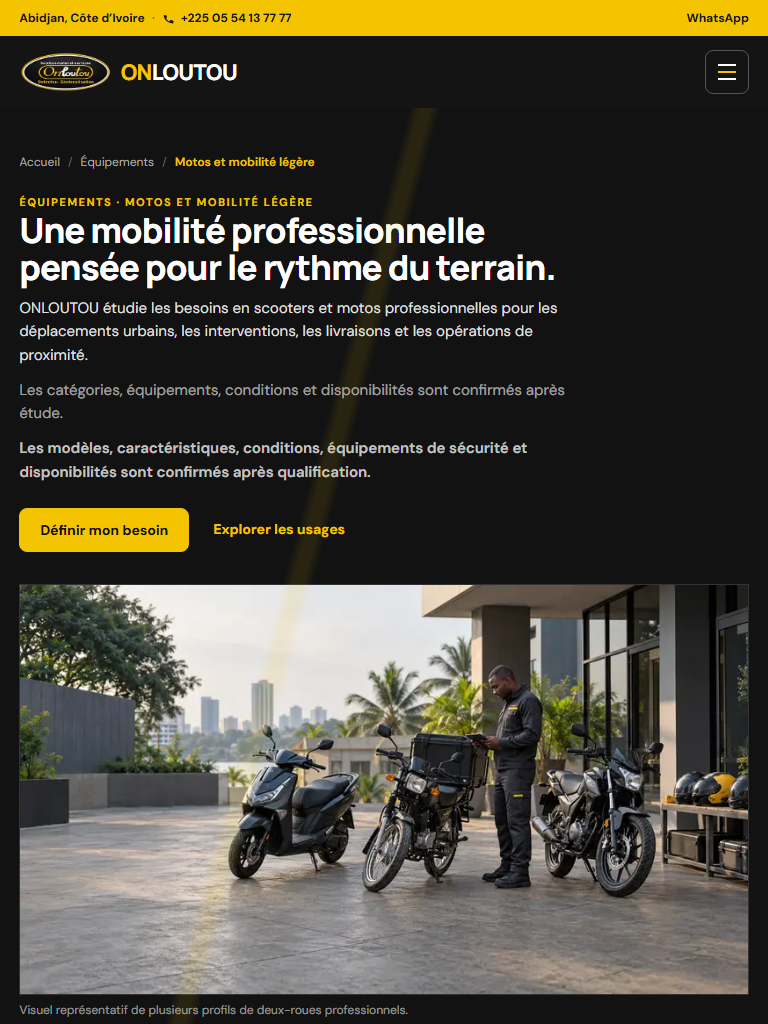 Abidjan, Côte d'Ivoire · +225 05 54 13 77 77
WhatsApp
OnLoutou
ONLOUTOU
Accueil / Équipements / Motos et mobilité légère
ÉQUIPEMENTS · MOTOS ET MOBILITÉ LÉGÈRE
Une mobilité professionnelle
pensée pour le rythme du terrain.
ONLOUTOU étudie les besoins en scooters et motos professionnelles pour les
déplacements urbains, les interventions, les livraisons et les opérations de
proximité.
Les catégories, équipements, conditions et disponibilités sont confirmés après
étude.
Les modèles, caractéristiques, conditions, équipements de sécurité et
disponibilités sont confirmés après qualification.
Définir mon besoin
Explorer les usages
Visuel représentatif de plusieurs profils de deux-roues professionnels.